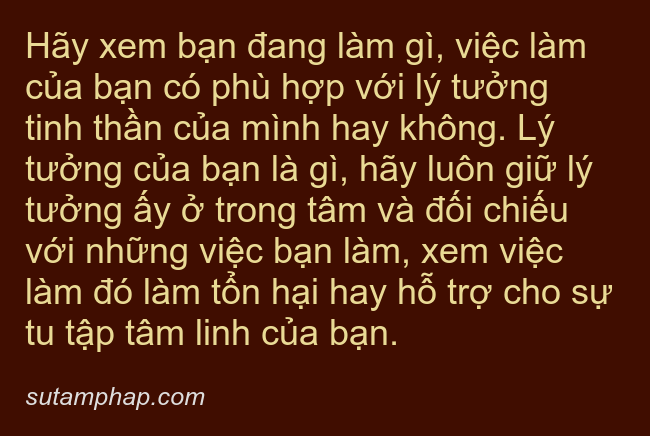 Hãy xem bạn đang làm gì, việc làm
của bạn có phù hợp với lý tưởng
tinh thần của mình hay không. Lý
tưởng của bạn là gì, hãy luôn giữ lý
tưởng ấy ở trong tâm và đối chiếu
với những việc bạn làm, xem việc
làm đó làm tổn hại hay hỗ trợ cho sự
tu tập tâm linh của bạn.
sutamphap.com